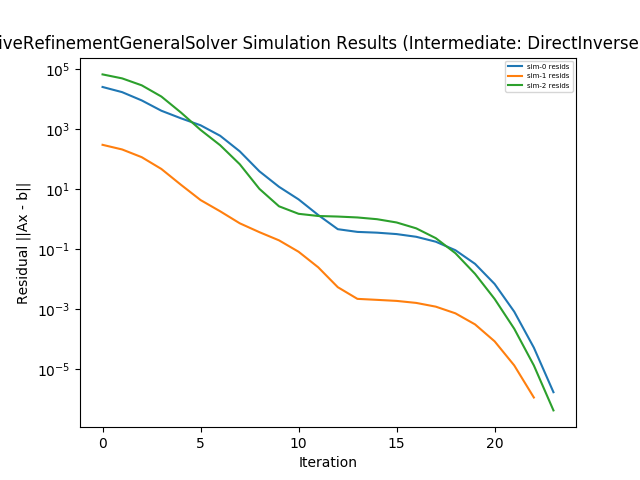 iveRefinementGeneralSolver Simulation Results (Intermediate: DirectInverse
sim-0 resids
sim-1 resids
sim-2 resids
Residual ||Ax - b||
10^5
10^3
10^1
10^-1
10^-3
10^-5
0 5 10 15 20
Iteration